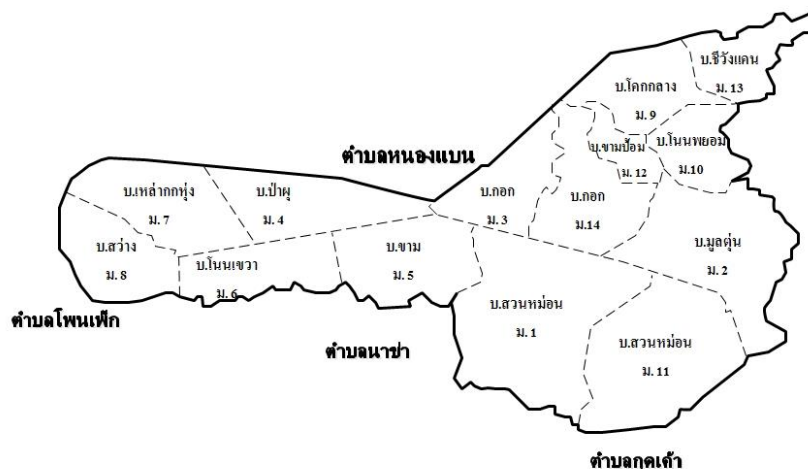 บ.ชีวังแคน
ม. 13
บ.โคกกลาง
ม. 9
บ.โนนพยอม
ม.10
บ.ขามป้อม
ม. 12
ตำบลหนองแบน
บ.เหล่ากกหุ่ง
ม. 7
บ.ป่าผุ
ม. 4
บ.กอก
ม. 3
บ.กอก
ม.14
บ.มูลตุ่น
ม. 2
บ.สว่าง
ม. 8
บ.โนนเขวา
ม. 6
บ.ขาม
ม. 5
บ.สวนหม่อน
ม. 1
บ.สวนหม่อน
ม. 11
ตำบลโพนเพ็ก
ตำบลนาข่า
ตำบลกุดเค้า